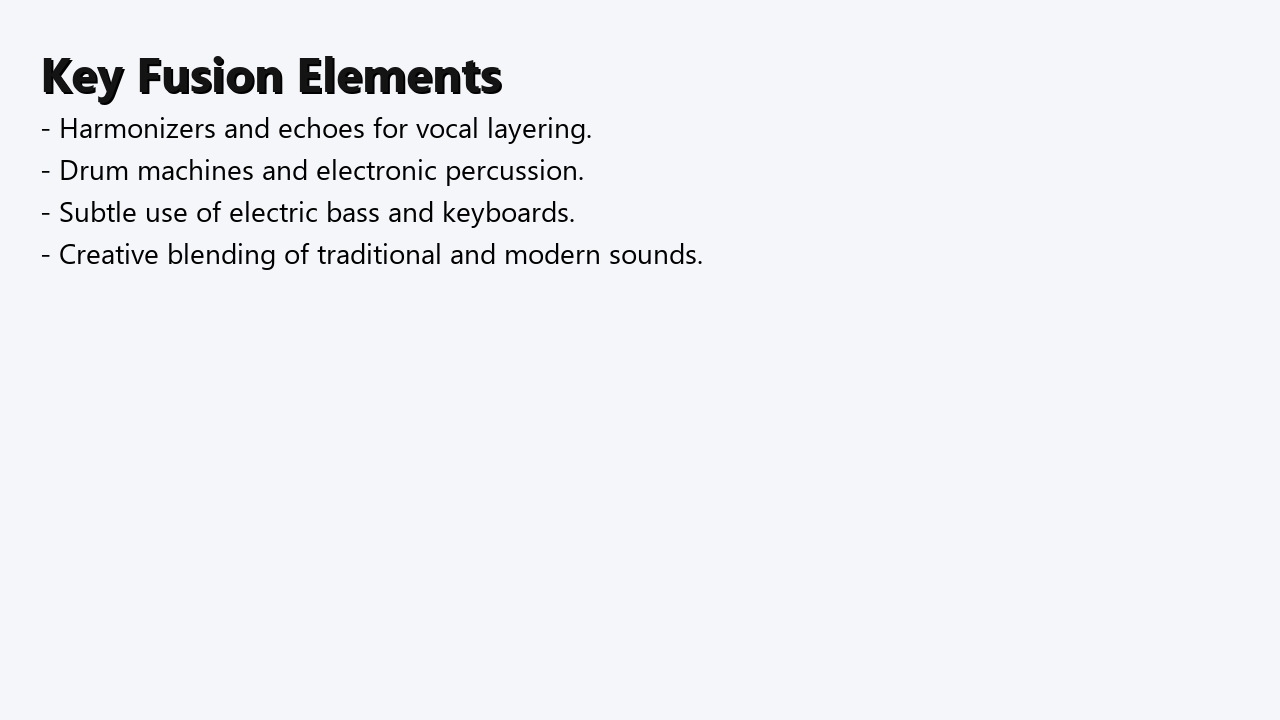 Key Fusion Elements
- Harmonizers and echoes for vocal layering.
- Drum machines and electronic percussion.
- Subtle use of electric bass and keyboards.
- Creative blending of traditional and modern sounds.